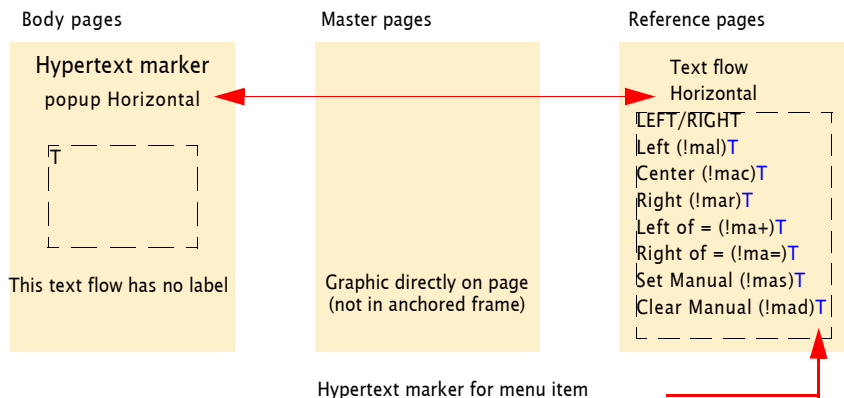 Body pages
Master pages
Reference pages
Hypertext marker
popup Horizontal
T
This text flow has no label
Graphic directly on page
(not in anchored frame)
Text flow
Horizontal
LEFT/RIGHT
Left (!mal)T
Center (!mac)T
Right (!mar)T
Left of = (!ma+)T
Right of = (!ma=)T
Set Manual (!mas)T
Clear Manual (!mad)T
Hypertext marker for menu item